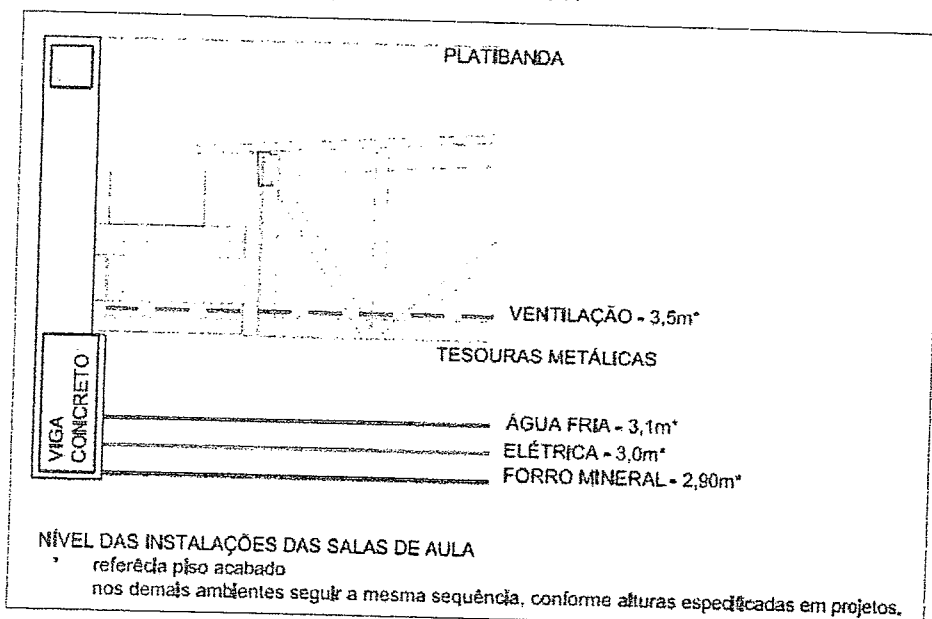 PLATIBANDA
VENTILAÇÃO - 3,5m*
TESOURAS METÁLICAS
VIGA
CONCRETO
ÁGUA FRIA - 3,1m*
ELÉTRICA - 3,0m*
FORRO MINERAL - 2,90m*
NÍVEL DAS INSTALAÇÕES DAS SALAS DE AULA
* referêcia piso acabado
nos demais ambientes seguir a mesma sequência, conforme alturas especificadas em projetos.